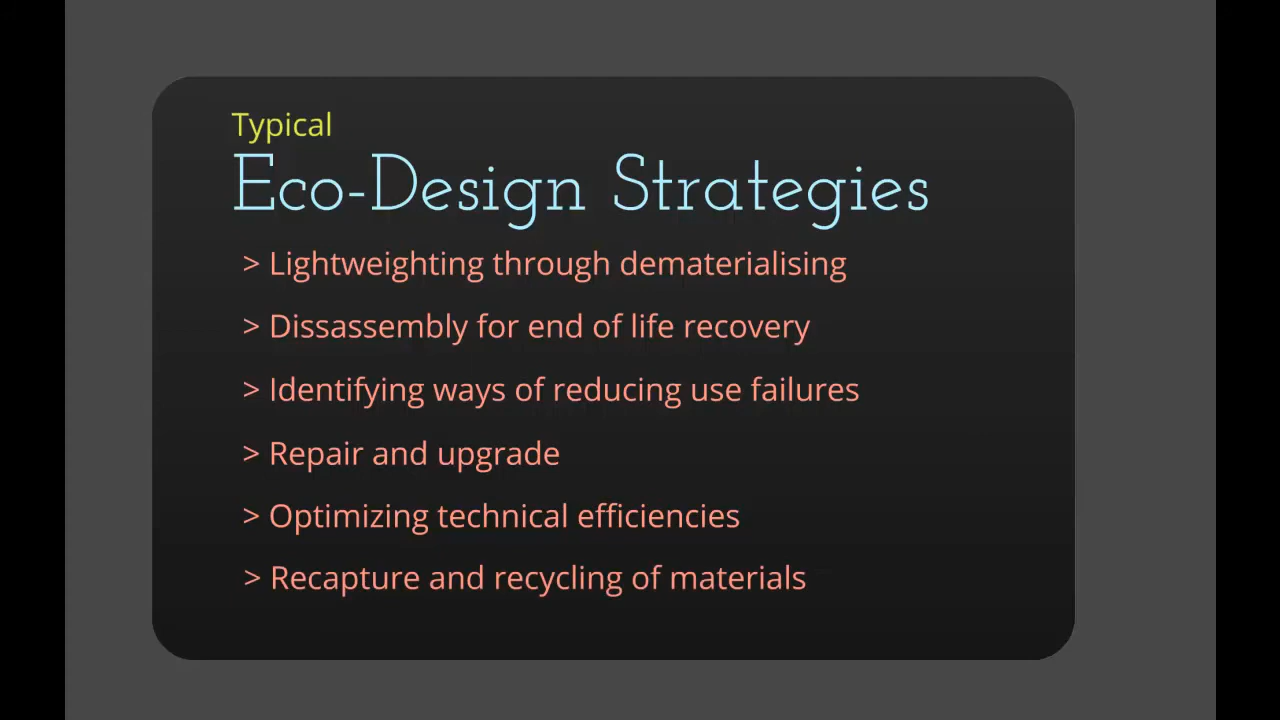 Typical
Eco-Design Strategies
> Lightweighting through dematerialising
> Dissassembly for end of life recovery
> Identifying ways of reducing use failures
> Repair and upgrade
> Optimizing technical efficiencies
> Recapture and recycling of materials